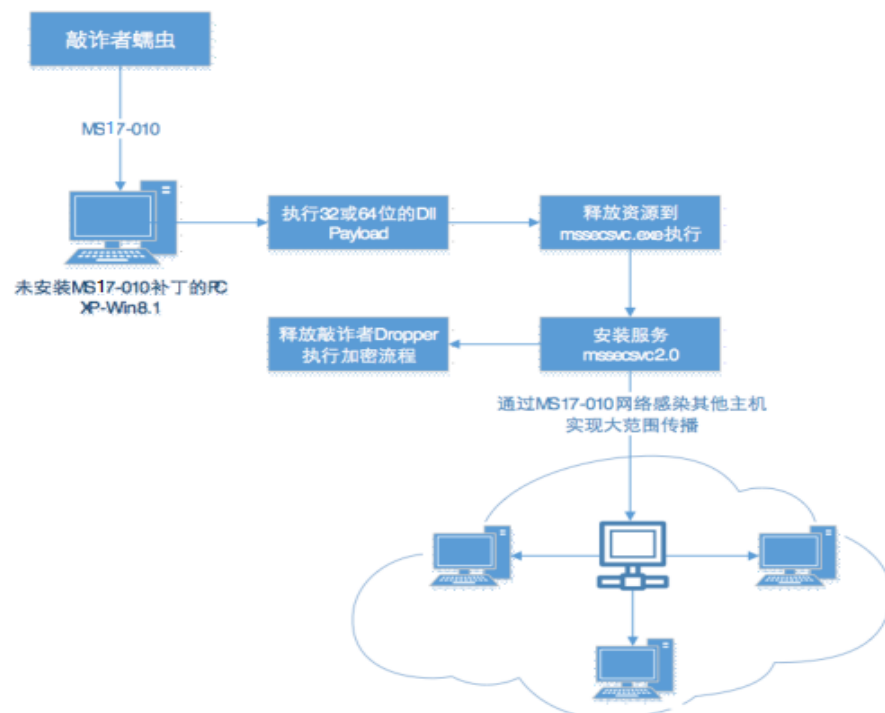 敲诈者蠕虫
MS17-010
执行32或64位的Dll
Payload
释放资源到
mssecsvc.exe执行
未安装MS17-010补丁的PC
XP-Win8.1
释放敲诈者Dropper
执行加密流程
安装服务
mssecsvc2.0
通过MS17-010网络感染其他主机
实现大范围传播